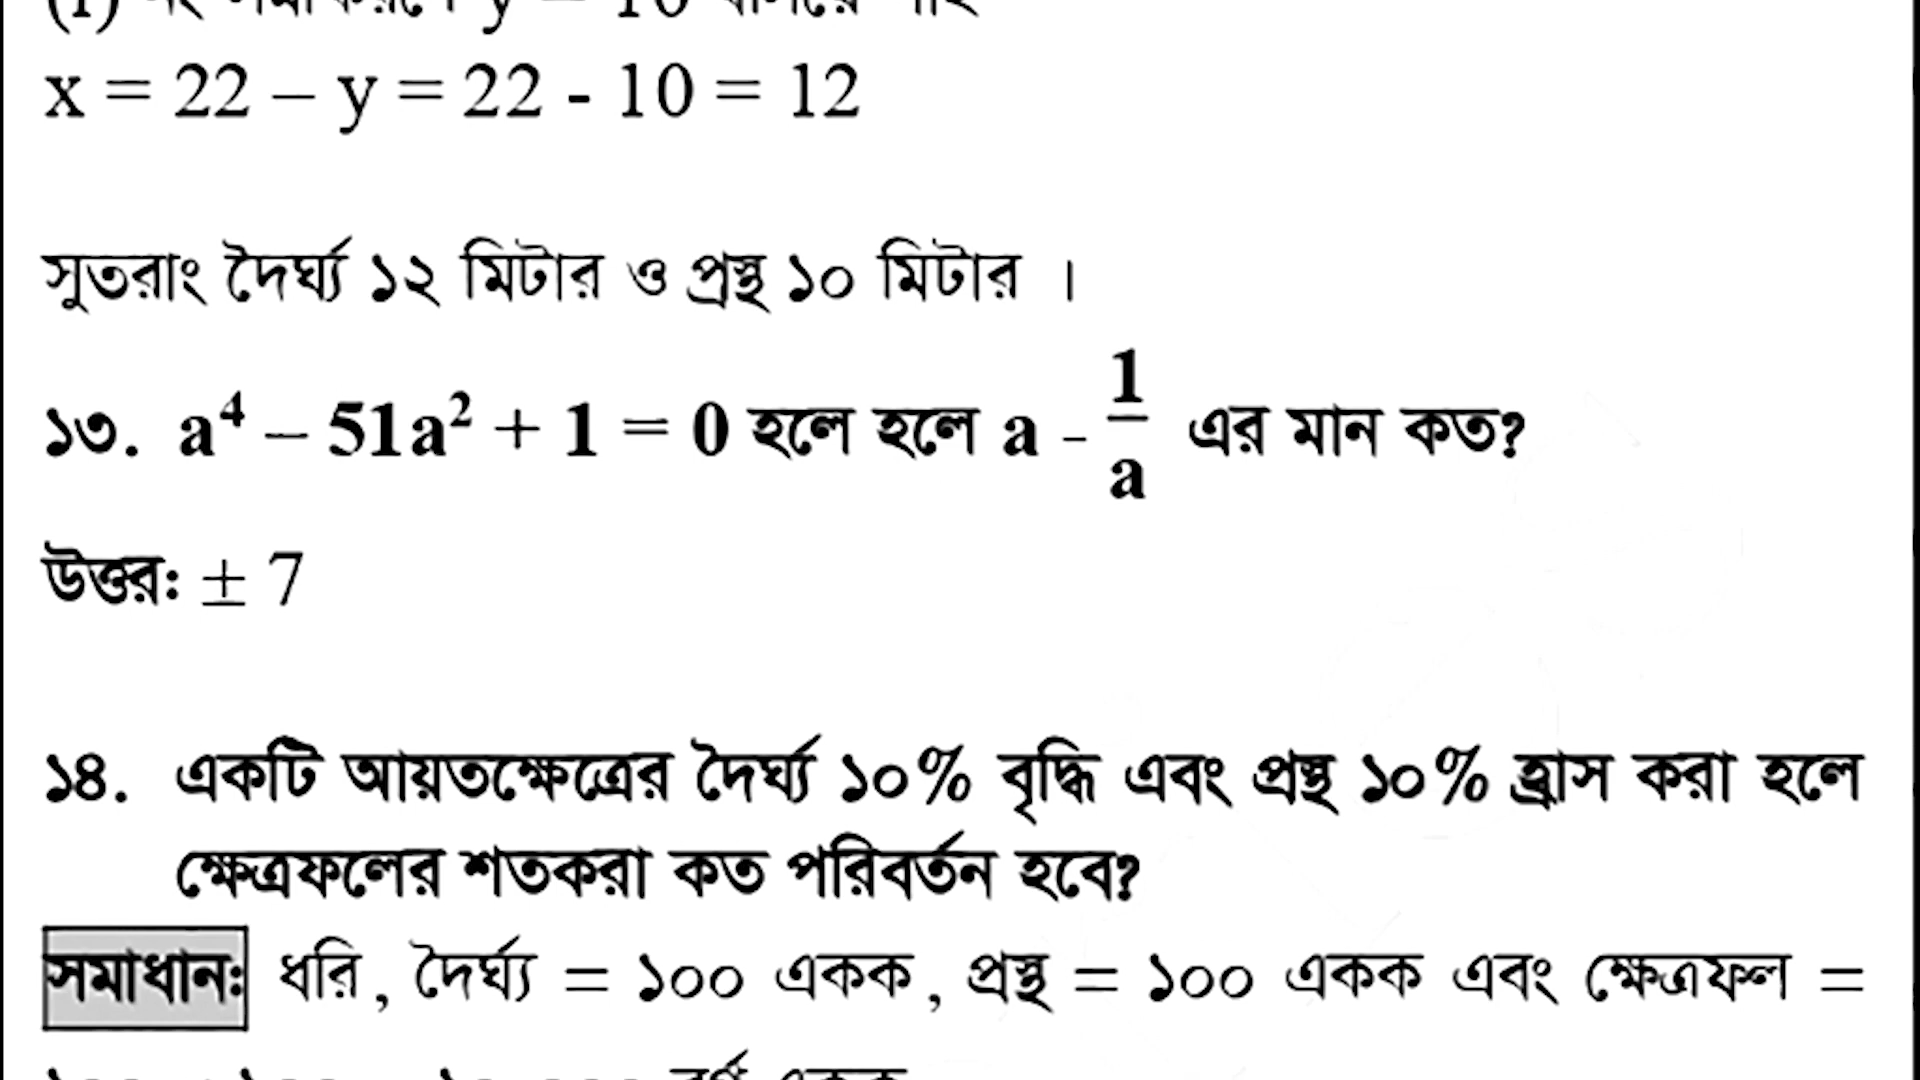 x = 22 – y = 22 - 10 = 12
সুতরাং দৈর্ঘ্য ১২ মিটার ও প্রস্থ ১০ মিটার ।
১৩. a⁴ – 51a² + 1 = 0 হলে হলে a - 1/a এর মান কত?
উত্তর: ± 7
১৪. একটি আয়তক্ষেত্রের দৈর্ঘ্য ১০% বৃদ্ধি এবং প্রস্থ ১০% হ্রাস করা হলে
ক্ষেত্রফলের শতকরা কত পরিবর্তন হবে?
সমাধান: ধরি, দৈর্ঘ্য = ১০০ একক, প্রস্থ = ১০০ একক এবং ক্ষেত্রফল =